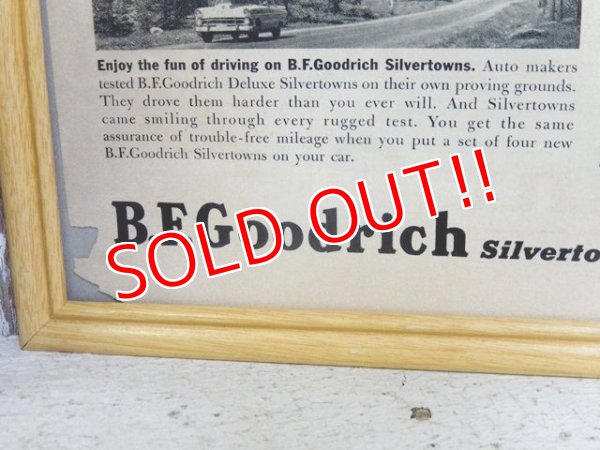 Enjoy the fun of driving on B.F.Goodrich Silvertowns. Auto makers
tested B.F.Goodrich Deluxe Silvertowns on their own proving grounds.
They drove them harder than you ever will. And Silvertowns
came smiling through every rugged test. You get the same
assurance of trouble-free mileage when you put a set of four new
B.F.Goodrich Silvertowns on your car.
B.F.Goodrich Silverto
SOLD OUT!!